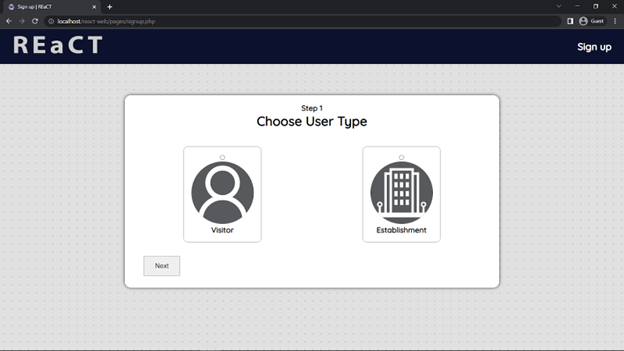 Sign up | REaCT
localhost/react-web/pages/signup.php
Guest
REaCT
Sign up
Step 1
Choose User Type
Visitor
Establishment
Next